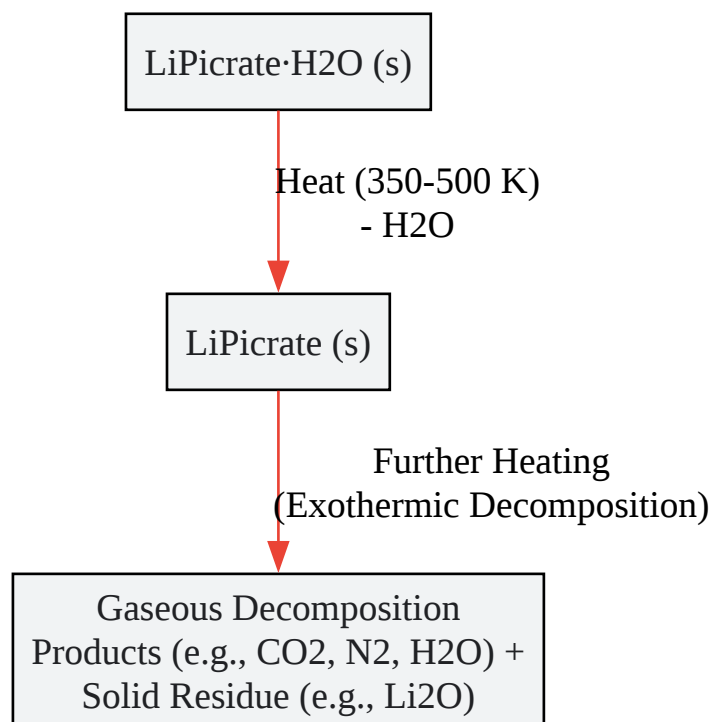 LiPicrate·H2O (s)
Heat (350-500 K)
- H2O
LiPicrate (s)
Further Heating
(Exothermic Decomposition)
Gaseous Decomposition
Products (e.g., CO2, N2, H2O) +
Solid Residue (e.g., Li2O)